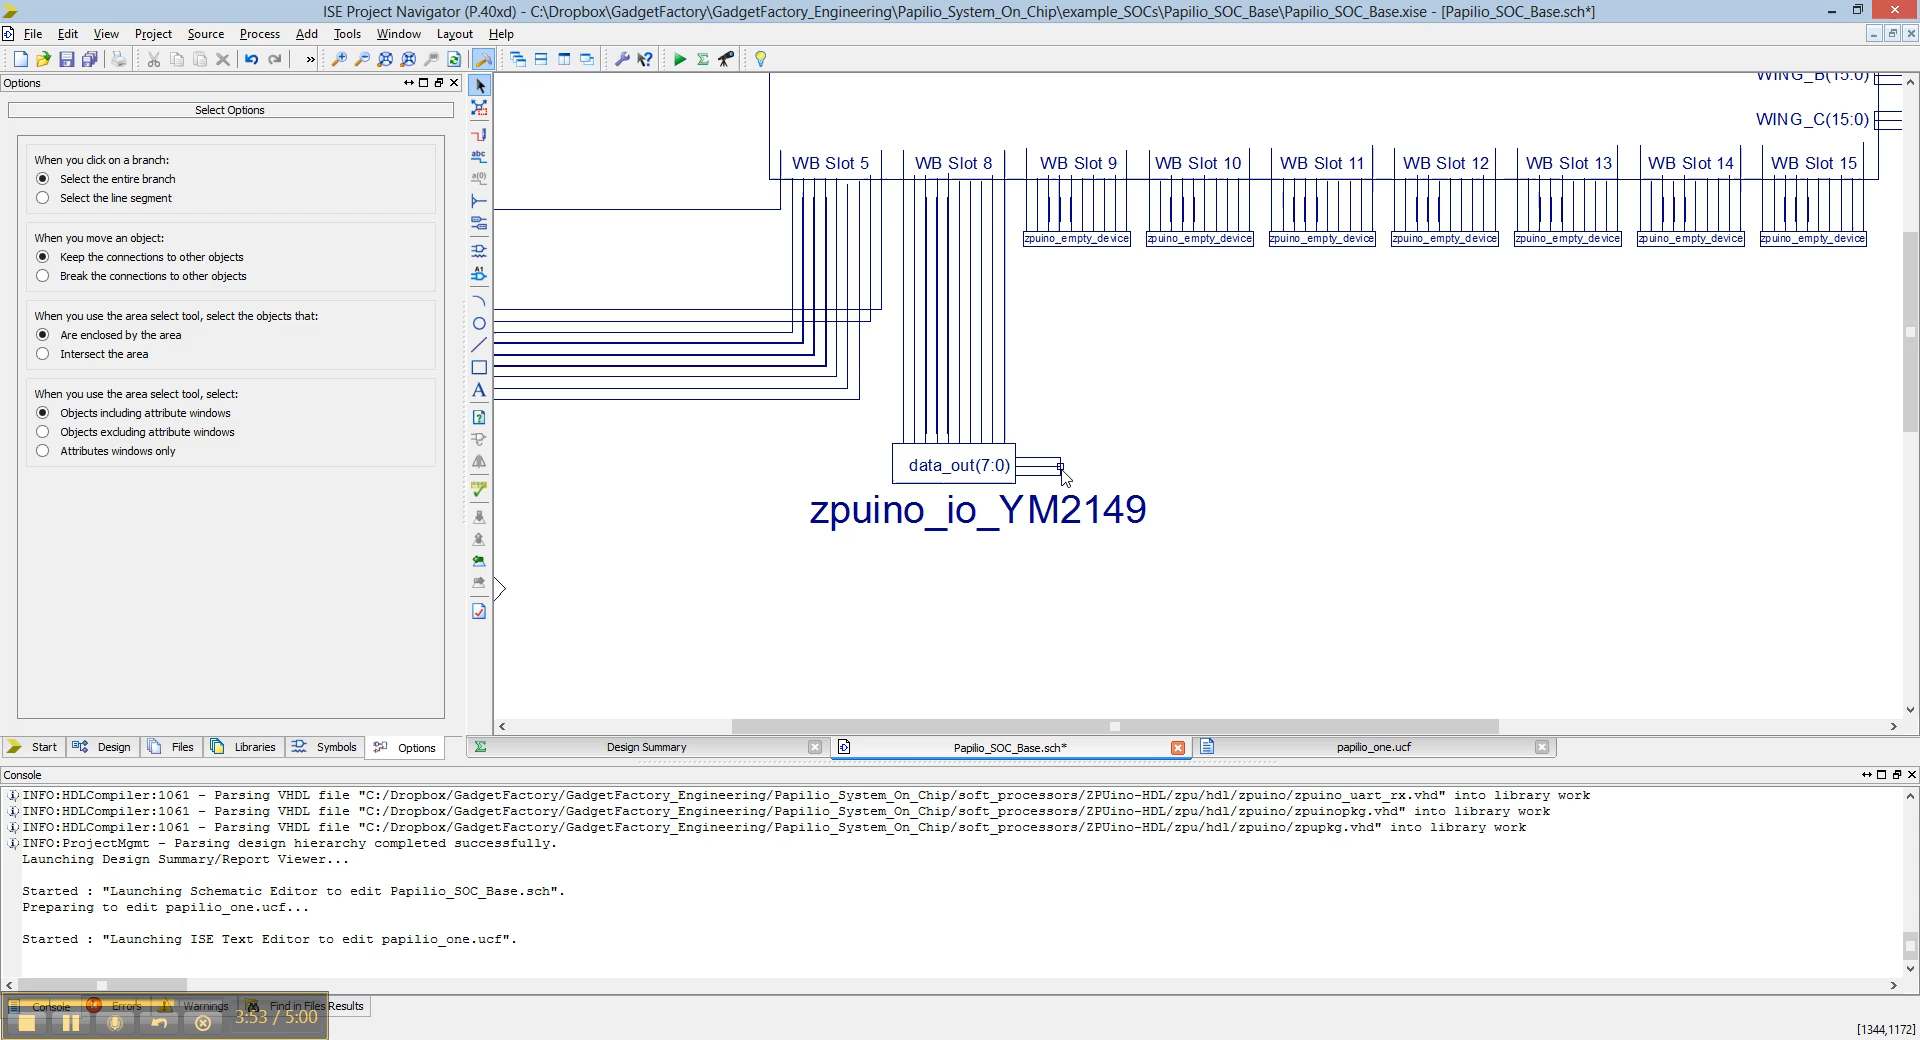 ISE Project Navigator (P.40xd) - C:\Dropbox\GadgetFactory\GadgetFactory_Engineering\Papilio_System_On_Chip\example_SOCs\Papilio_SOC_Base\Papilio_SOC_Base.xise - [Papilio_SOC_Base.sch*]
File Edit View Project Source Process Add Tools Window Layout Help
Options
Select Options
When you click on a branch:
Select the entire branch
Select the line segment
When you move an object:
Keep the connections to other objects
Break the connections to other objects
When you use the area select tool, select the objects that:
Are enclosed by the area
Intersect the area
When you use the area select tool, select:
Objects including attribute windows
Objects excluding attribute windows
Attributes windows only
abc
a(0)
A1
A
WING_B(15:0)
WING_C(15:0)
WB Slot 5 WB Slot 8 WB Slot 9 WB Slot 10 WB Slot 11 WB Slot 12 WB Slot 13 WB Slot 14 WB Slot 15
zpuino_empty_device zpuino_empty_device zpuino_empty_device zpuino_empty_device zpuino_empty_device zpuino_empty_device zpuino_empty_device
data_out(7:0)
zpuino_io_YM2149
Start Design Files Libraries Symbols Options
Design Summary Papilio_SOC_Base.sch* papilio_one.ucf
Console
INFO:HDLCompiler:1061 - Parsing VHDL file "C:/Dropbox/GadgetFactory/GadgetFactory_Engineering/Papilio_System_On_Chip/soft_processors/ZPUino-HDL/zpu/hdl/zpuino/zpuino_uart_rx.vhd" into library work
INFO:HDLCompiler:1061 - Parsing VHDL file "C:/Dropbox/GadgetFactory/GadgetFactory_Engineering/Papilio_System_On_Chip/soft_processors/ZPUino-HDL/zpu/hdl/zpuino/zpuinopkg.vhd" into library work
INFO:HDLCompiler:1061 - Parsing VHDL file "C:/Dropbox/GadgetFactory/GadgetFactory_Engineering/Papilio_System_On_Chip/soft_processors/ZPUino-HDL/zpu/hdl/zpuino/zpupkg.vhd" into library work
INFO:ProjectMgmt - Parsing design hierarchy completed successfully.
Launching Design Summary/Report Viewer...
Started : "Launching Schematic Editor to edit Papilio_SOC_Base.sch".
Preparing to edit papilio_one.ucf...
Started : "Launching ISE Text Editor to edit papilio_one.ucf".
Console Errors Warnings Find in Files Results
3:53 / 5:00
[1344,1172]